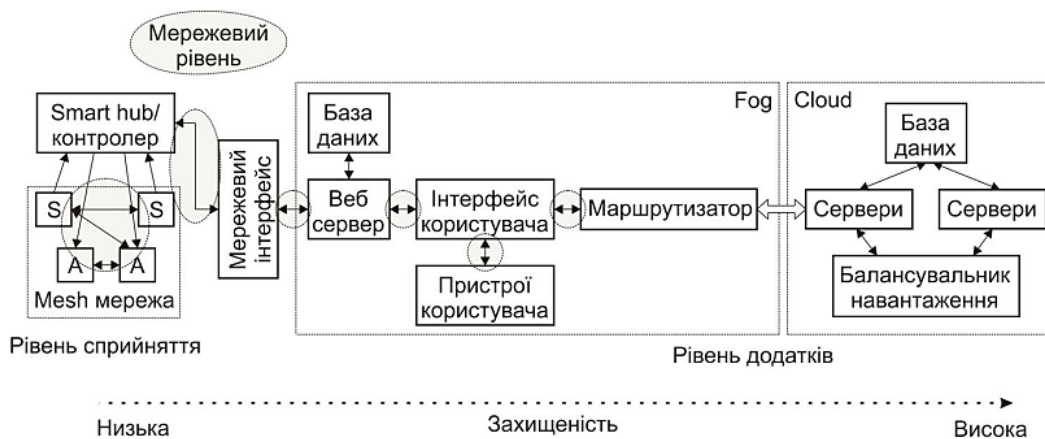 Мережевий
рівень
Smart hub/
контролер
S
S
A
A
Mesh мережа
Рівень сприйняття
Мережевий
інтерфейс
Fog
База
даних
Веб
сервер
Інтерфейс
користувача
Пристрої
користувача
Маршрутизатор
Cloud
База
даних
Сервери
Сервери
Балансувальник
навантаження
Рівень додатків
Низька
Захищеність
Висока